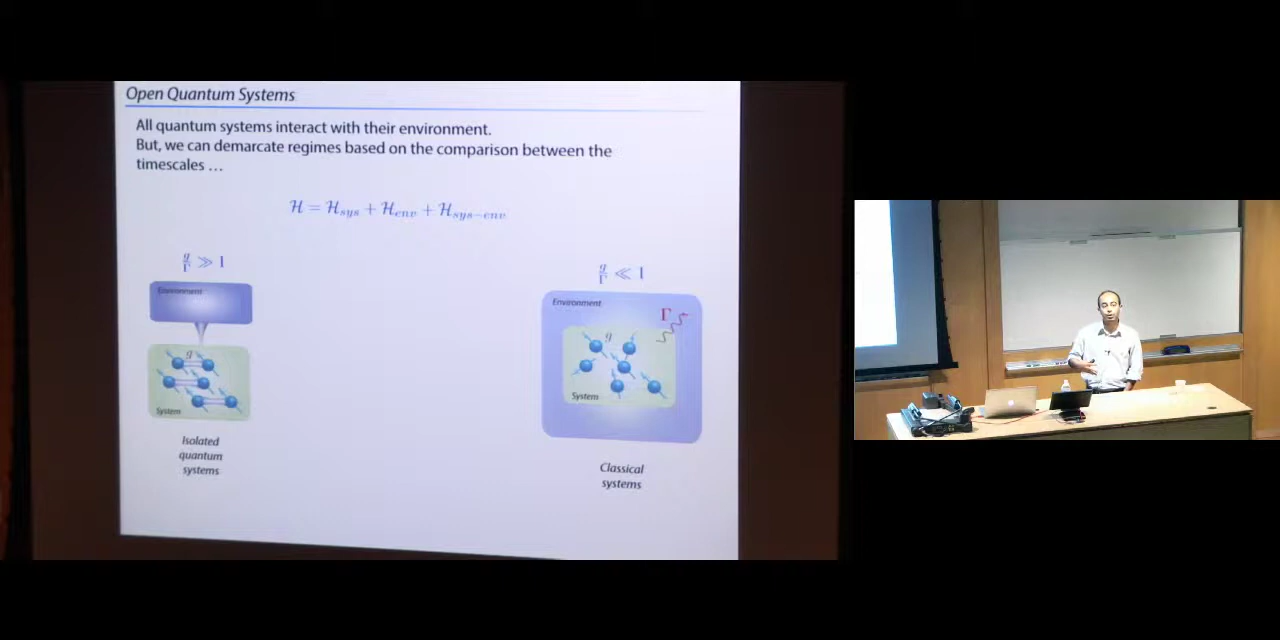 Open Quantum Systems
All quantum systems interact with their environment.
But, we can demarcate regimes based on the comparison between the
timescales ...
ℋ = ℋ_sys + ℋ_env + ℋ_sys−env
g/Γ ≫ 1
g/Γ ≪ 1
Environment
g
System
Isolated
quantum
systems
Environment
Γ
g
System
Classical
systems